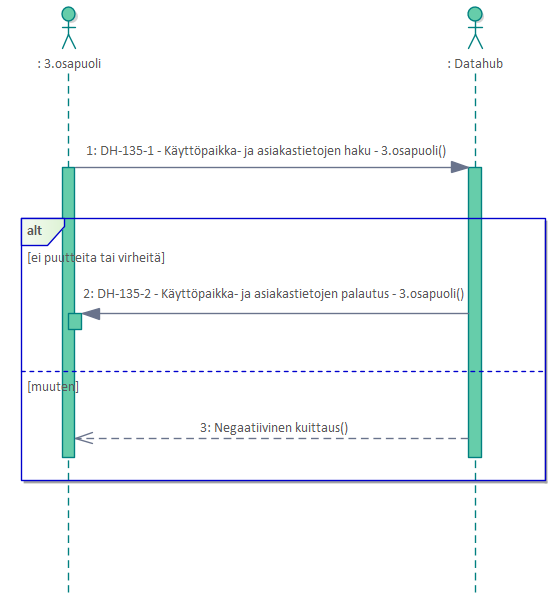 : 3.osapuoli
: Datahub
1: DH-135-1 - Käyttöpaikka- ja asiakastietojen haku - 3.osapuoli()
alt
[ei puutteita tai virheitä]
2: DH-135-2 - Käyttöpaikka- ja asiakastietojen palautus - 3.osapuoli()
[muuten]
3: Negaatiivinen kuittaus()